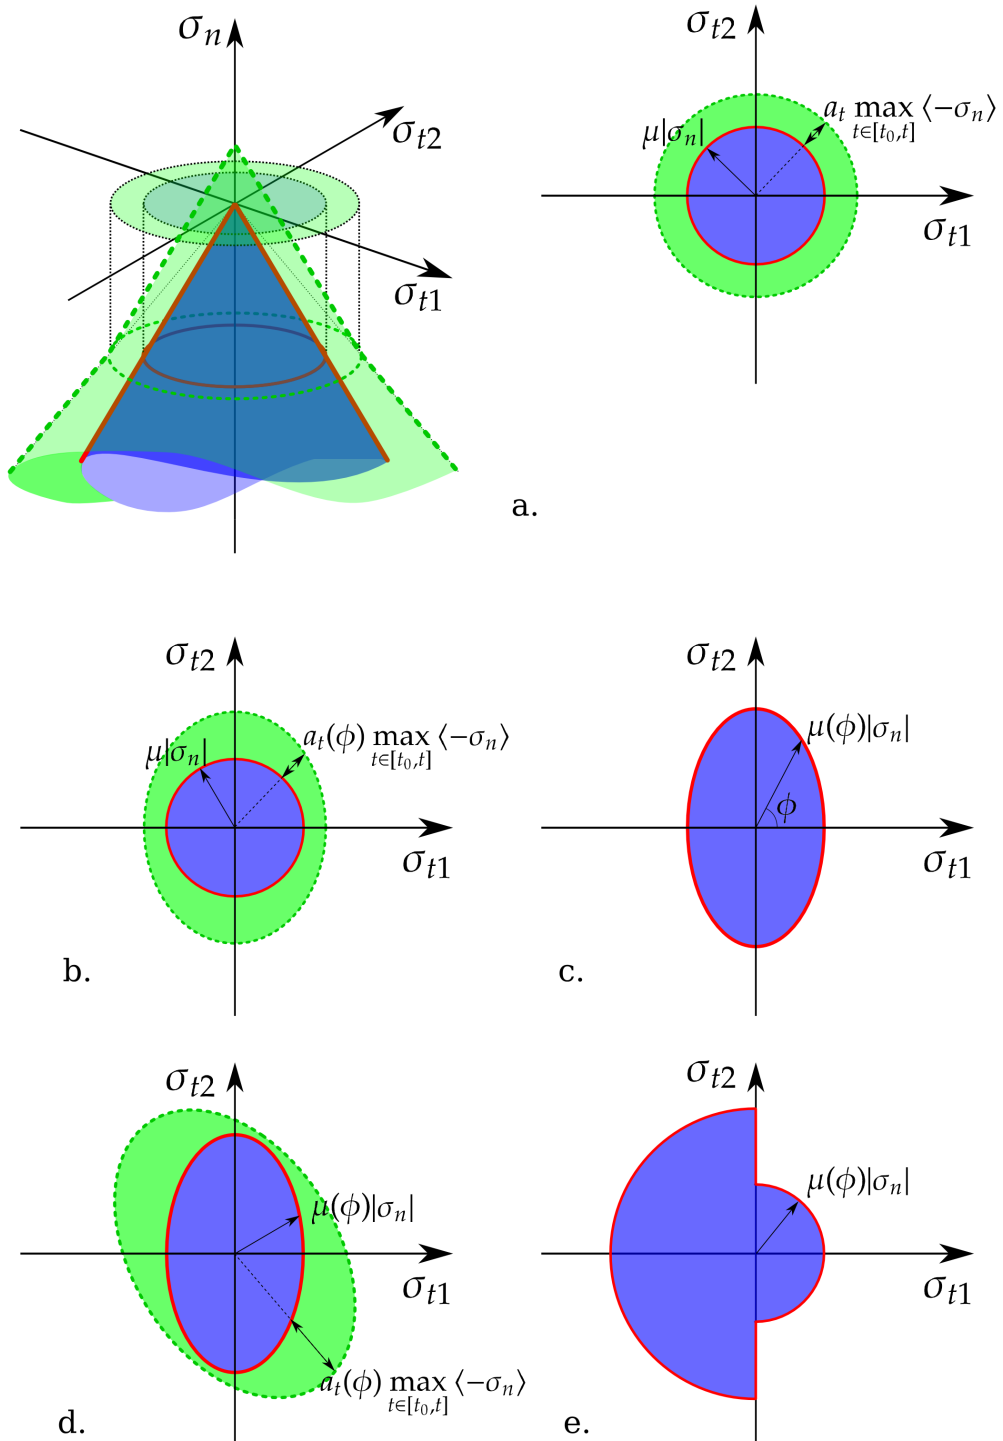 σn
σt2
σt1
a.
σt2
μ|σn|
at max ⟨−σn⟩
t∈[t0,t]
σt1
σt2
μ|σn|
at(ϕ) max ⟨−σn⟩
t∈[t0,t]
σt1
b.
σt2
μ(ϕ)|σn|
ϕ
σt1
c.
σt2
μ(ϕ)|σn|
σt1
at(ϕ) max ⟨−σn⟩
t∈[t0,t]
d.
σt2
μ(ϕ)|σn|
σt1
e.